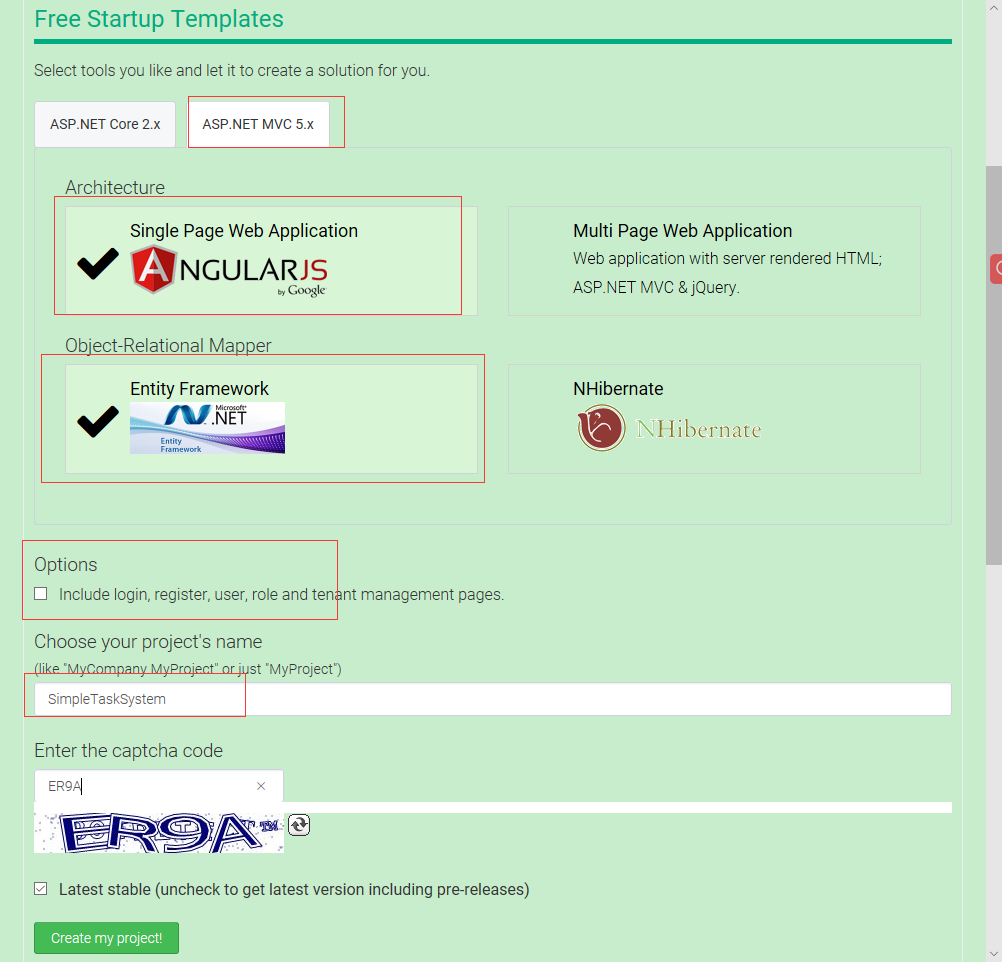 Free Startup Templates
Select tools you like and let it to create a solution for you.
ASP.NET Core 2.x
ASP.NET MVC 5.x
Architecture
Single Page Web Application
ANGULARJS
by Google
Multi Page Web Application
Web application with server rendered HTML;
ASP.NET MVC & jQuery.
Object-Relational Mapper
Entity Framework
Microsoft®
.NET
Entity
Framework
NHibernate
NHibernate
Options
Include login, register, user, role and tenant management pages.
Choose your project's name
(like "MyCompany.MyProject" or just "MyProject")
SimpleTaskSystem
Enter the captcha code
ER9A
ER9A
Latest stable (uncheck to get latest version including pre-releases)
Create my project!